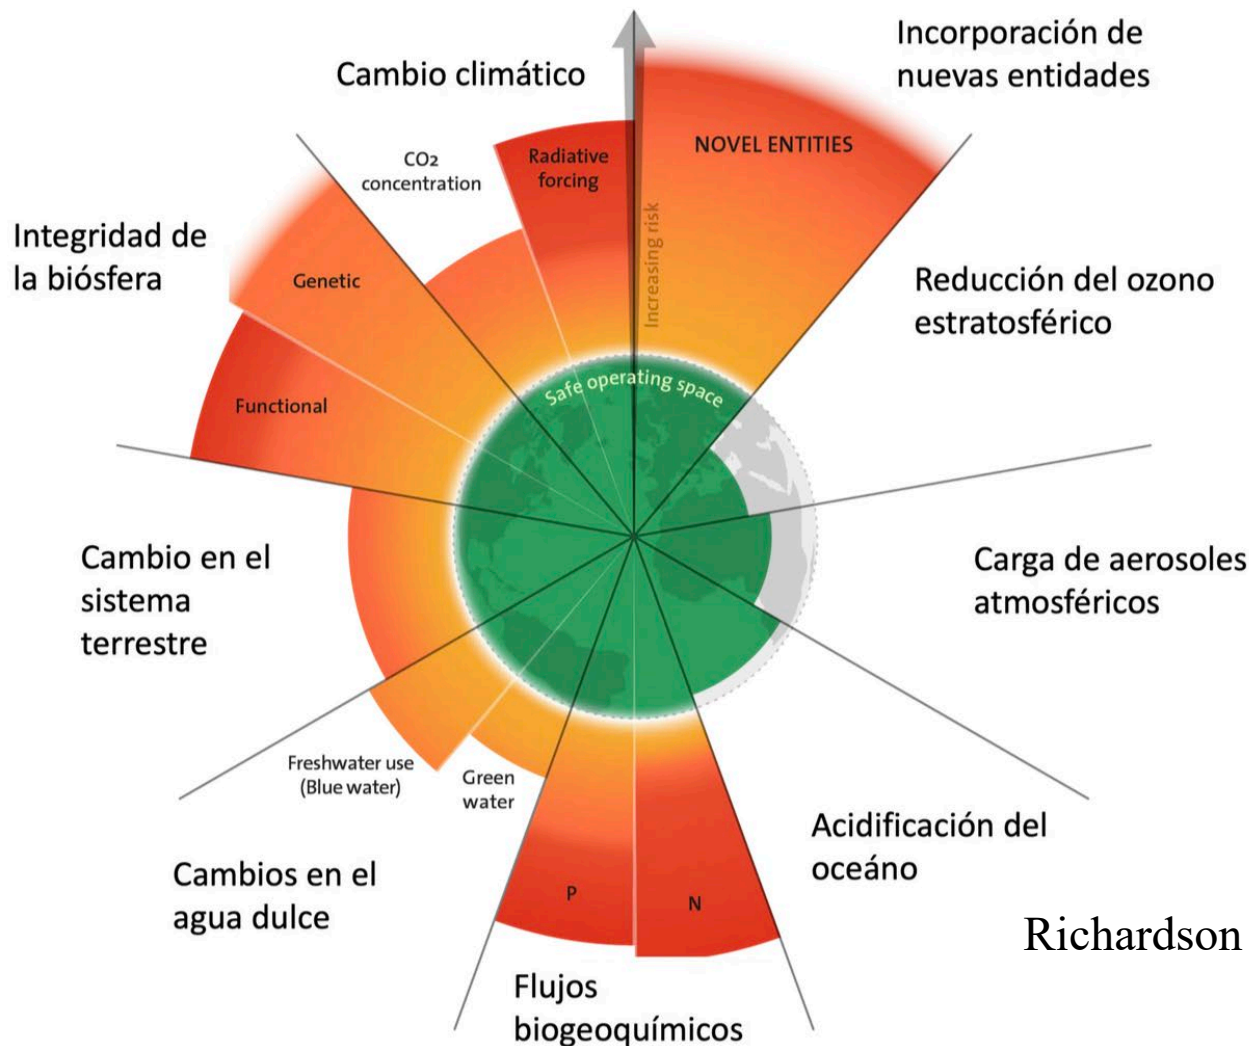 Incorporación de
nuevas entidades
Cambio climático
CO2
concentration
Radiative
forcing
NOVEL ENTITIES
Increasing risk
Integridad de
la biósfera
Genetic
Functional
Reducción del ozono
estratosférico
Safe operating space
Cambio en el
sistema
terrestre
Carga de aerosoles
atmosféricos
Freshwater use
(Blue water)
Green
water
Cambios en el
agua dulce
P
N
Acidificación del
oceáno
Flujos
biogeoquímicos
Richardson